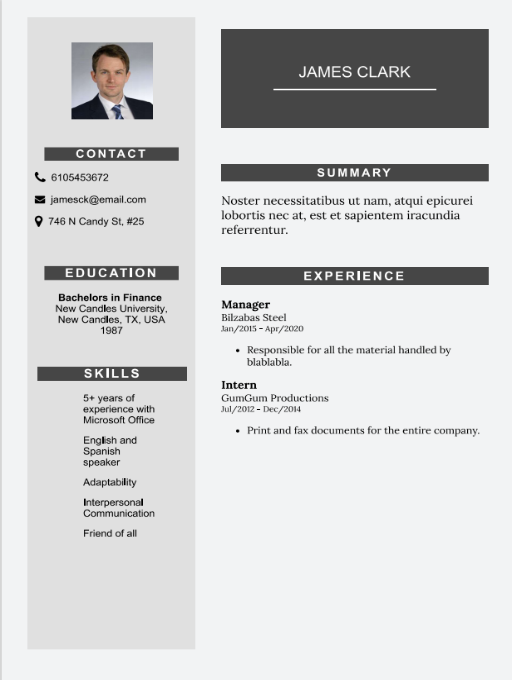 JAMES CLARK
CONTACT
6105453672
jamesck@email.com
746 N Candy St, #25
EDUCATION
Bachelors in Finance
New Candles University,
New Candles, TX, USA
1987
SKILLS
5+ years of
experience with
Microsoft Office
English and
Spanish
speaker
Adaptability
Interpersonal
Communication
Friend of all
SUMMARY
Noster necessitatibus ut nam, atqui epicurei
lobortis nec at, est et sapientem iracundia
referrentur.
EXPERIENCE
Manager
Bilzabas Steel
Jan/2015 - Apr/2020
• Responsible for all the material handled by
blablabla.
Intern
GumGum Productions
Jul/2012 - Dec/2014
• Print and fax documents for the entire company.